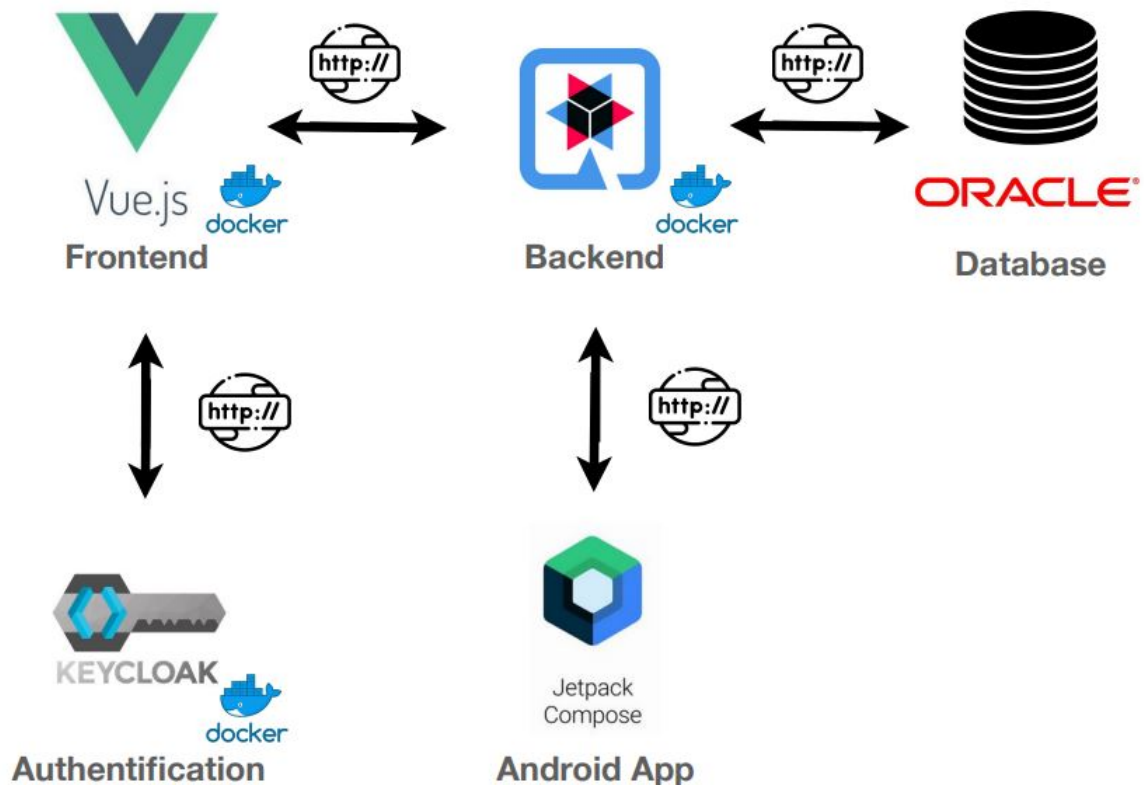 http://
http://
Vue.js
docker
docker
ORACLE®
Frontend
Backend
Database
http://
http://
KEYCLOAK
docker
Jetpack
Compose
Authentification
Android App